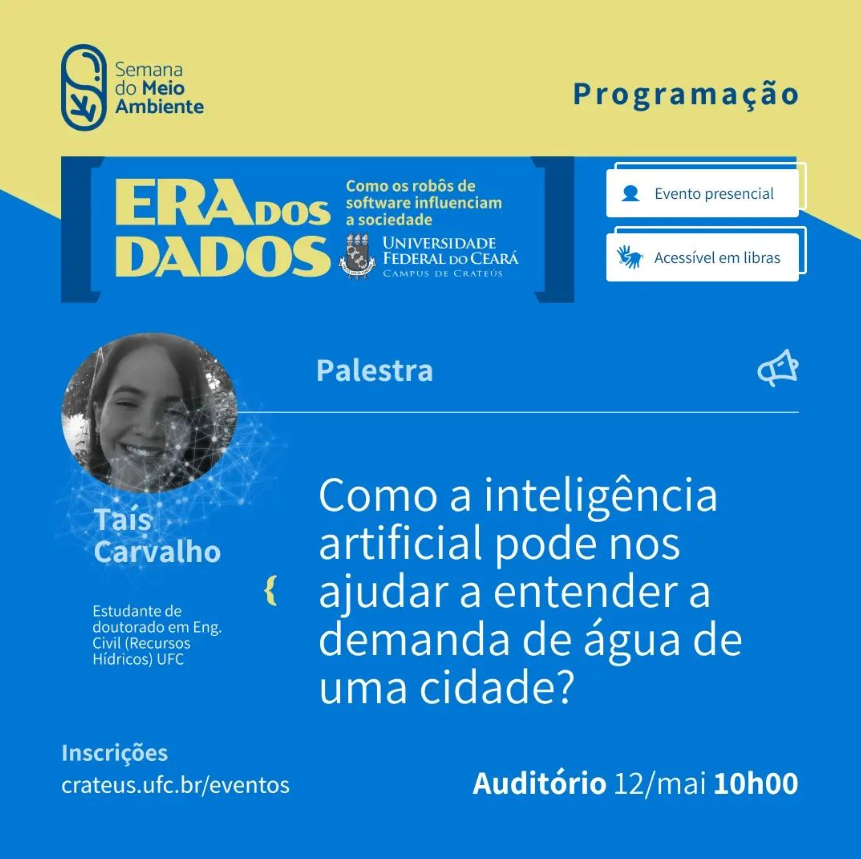 Semana
do Meio
Ambiente
Programação
ERA DOS
DADOS
Como os robôs de
software influenciam
a sociedade
UNIVERSIDADE
FEDERAL DO CEARÁ
CAMPUS DE CRATEÚS
Evento presencial
Acessível em libras
Palestra
Taís
Carvalho
Estudante de
doutorado em Eng.
Civil (Recursos
Hídricos) UFC
{
Como a inteligência
artificial pode nos
ajudar a entender a
demanda de água de
uma cidade?
Inscrições
crateus.ufc.br/eventos
Auditório 12/mai 10h00